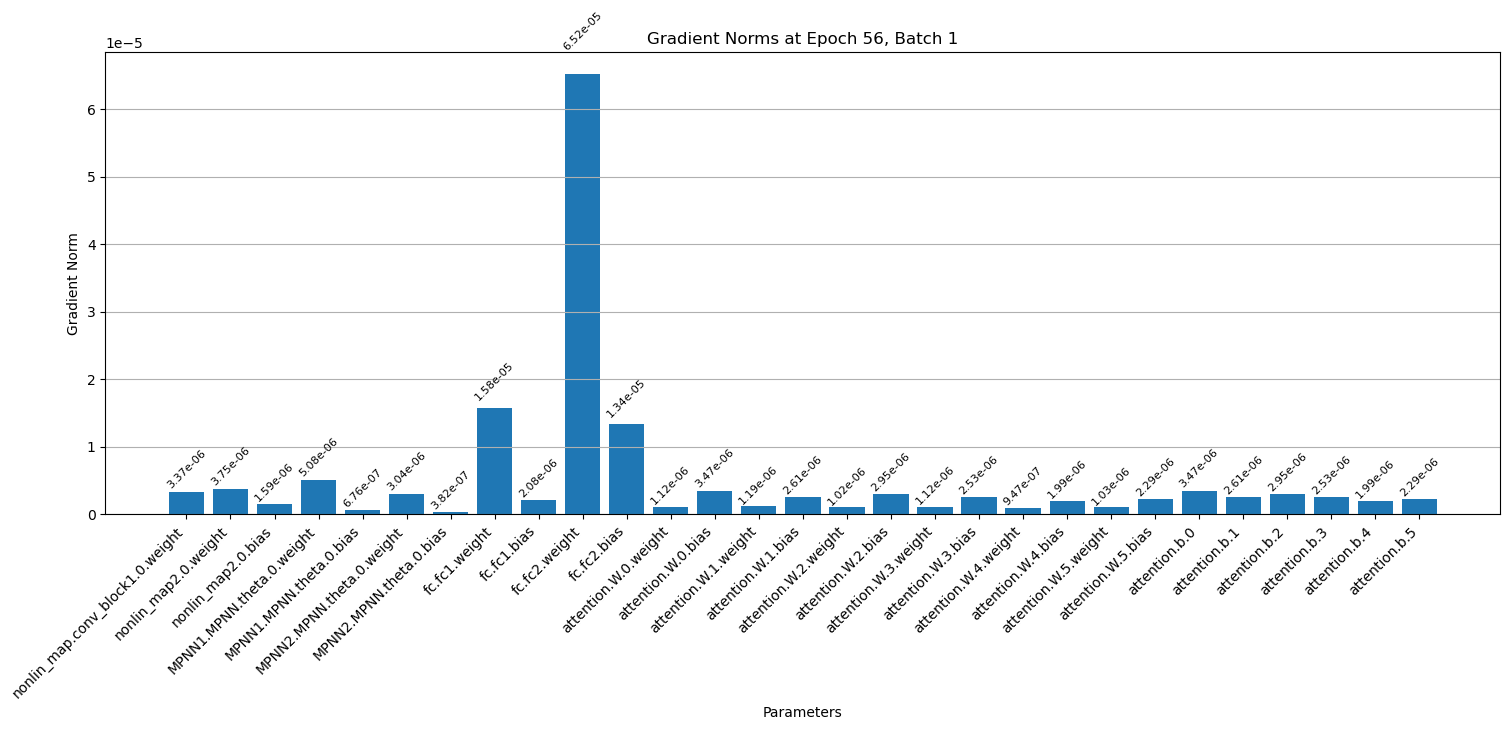 Gradient Norms at Epoch 56, Batch 1
1e−5
Gradient Norm
6
5
4
3
2
1
0
3.37e-06
3.75e-06
1.59e-06
5.08e-06
6.76e-07
3.04e-06
3.82e-07
1.58e-05
2.08e-06
6.52e-05
1.34e-05
1.12e-06
3.47e-06
1.19e-06
2.61e-06
1.02e-06
2.95e-06
1.12e-06
2.53e-06
9.47e-07
1.99e-06
1.03e-06
2.29e-06
3.47e-06
2.61e-06
2.95e-06
2.53e-06
1.99e-06
2.29e-06
nonlin_map.conv_block1.0.weight
nonlin_map2.0.weight
nonlin_map2.0.bias
MPNN1.MPNN.theta.0.weight
MPNN1.MPNN.theta.0.bias
MPNN2.MPNN.theta.0.weight
MPNN2.MPNN.theta.0.bias
fc.fc1.weight
fc.fc1.bias
fc.fc2.weight
fc.fc2.bias
attention.W.0.weight
attention.W.0.bias
attention.W.1.weight
attention.W.1.bias
attention.W.2.weight
attention.W.2.bias
attention.W.3.weight
attention.W.3.bias
attention.W.4.weight
attention.W.4.bias
attention.W.5.weight
attention.W.5.bias
attention.b.0
attention.b.1
attention.b.2
attention.b.3
attention.b.4
attention.b.5
Parameters